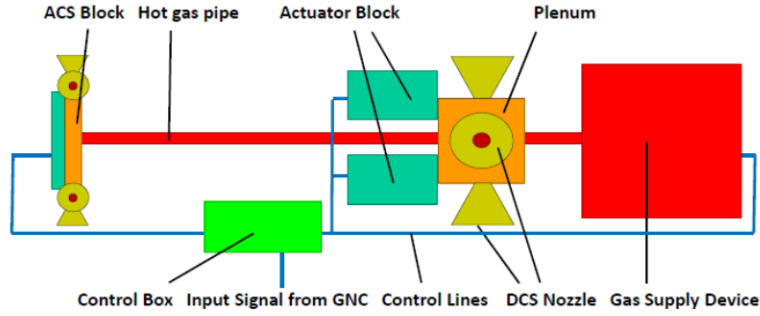 ACS Block Hot gas pipe Actuator Block Plenum
Control Box Input Signal from GNC Control Lines DCS Nozzle Gas Supply Device